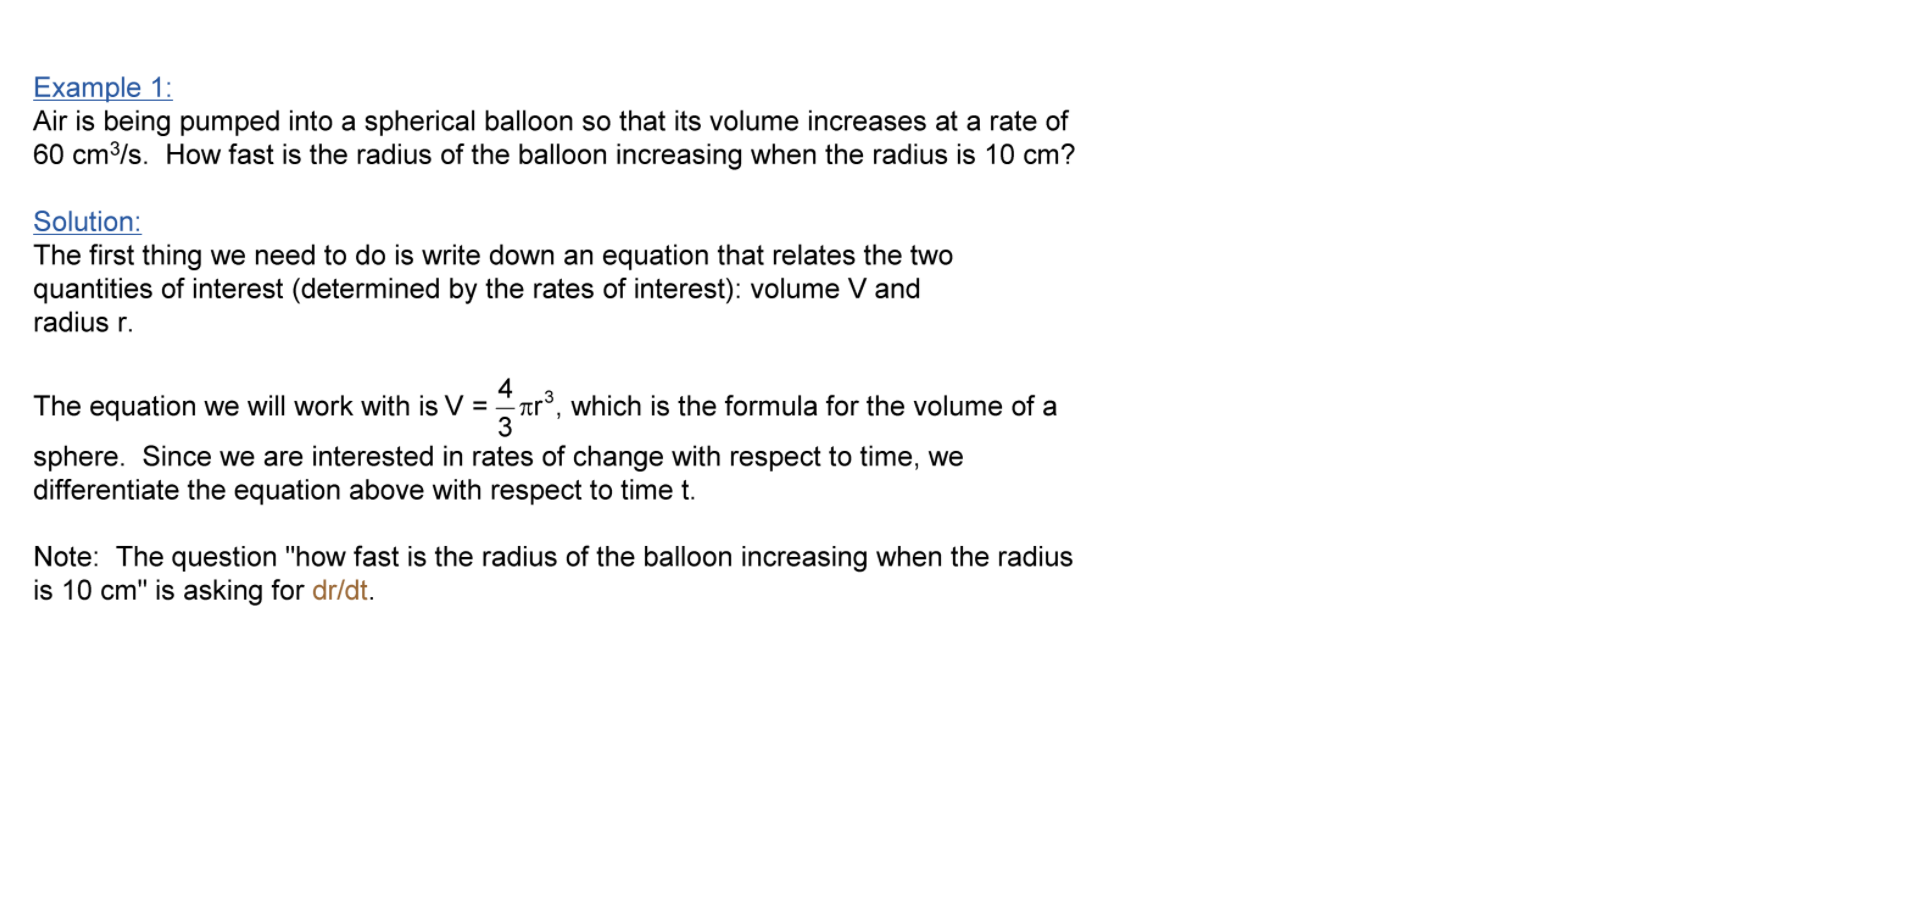 Example 1:
Air is being pumped into a spherical balloon so that its volume increases at a rate of
60 cm³/s.  How fast is the radius of the balloon increasing when the radius is 10 cm?
Solution:
The first thing we need to do is write down an equation that relates the two
quantities of interest (determined by the rates of interest): volume V and
radius r.
The equation we will work with is V = 4/3 πr³, which is the formula for the volume of a
sphere.  Since we are interested in rates of change with respect to time, we
differentiate the equation above with respect to time t.
Note:  The question "how fast is the radius of the balloon increasing when the radius
is 10 cm" is asking for dr/dt.